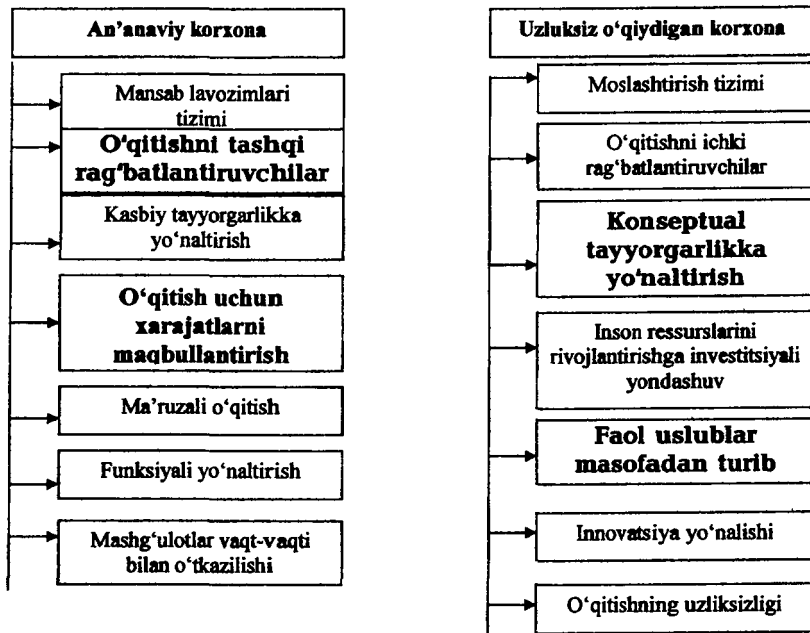 An’anaviy korxona
Mansab lavozimlari
tizimi
O‘qitishni tashqi
rag‘batlantiruvchilar
Kasbiy tayyorgarlikka
yo‘naltirish
O‘qitish uchun
xarajatlarni
maqbullantirish
Ma’ruzali o‘qitish
Funksiyali yo‘naltirish
Mashg‘ulotlar vaqt-vaqti
bilan o‘tkazilishi
Uzluksiz o‘qiydigan korxona
Moslashtirish tizimi
O‘qitishni ichki
rag‘batlantiruvchilar
Konseptual
tayyorgarlikka
yo‘naltirish
Inson ressurslarini
rivojlantirishga investitsiyali
yondashuv
Faol uslublar
masofadan turib
Innovatsiya yo‘nalishi
O‘qitishning uzliksizligi